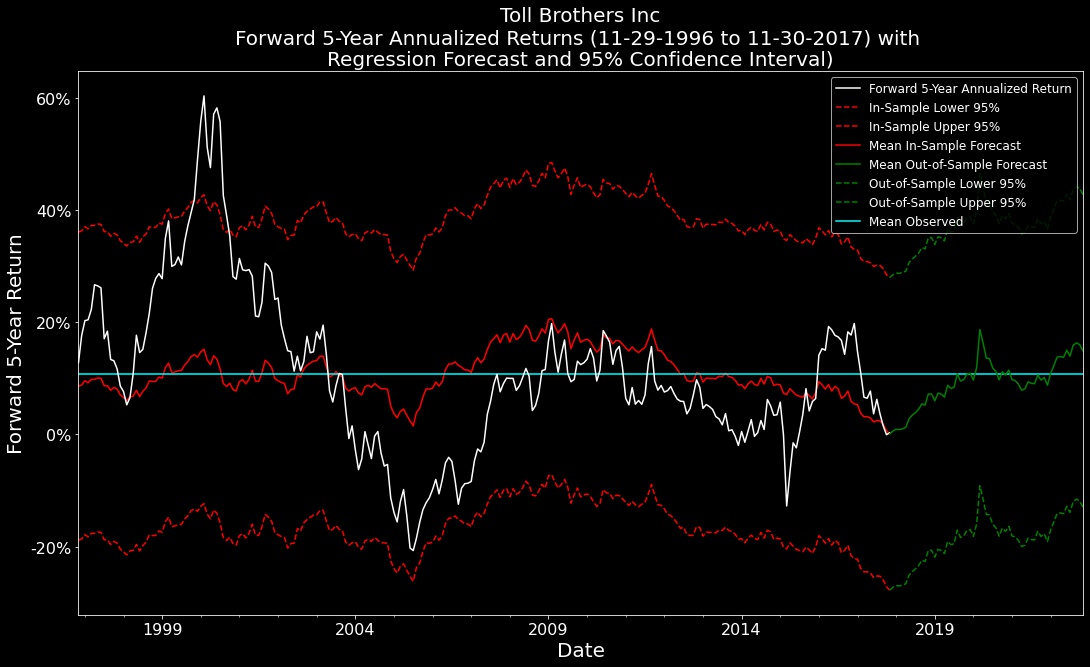 Toll Brothers Inc
Forward 5-Year Annualized Returns (11-29-1996 to 11-30-2017) with
Regression Forecast and 95% Confidence Interval)
Forward 5-Year Annualized Return
In-Sample Lower 95%
In-Sample Upper 95%
Mean In-Sample Forecast
Mean Out-of-Sample Forecast
Out-of-Sample Lower 95%
Out-of-Sample Upper 95%
Mean Observed
Forward 5-Year Return
60%
40%
20%
0%
-20%
1999
2004
2009
2014
2019
Date